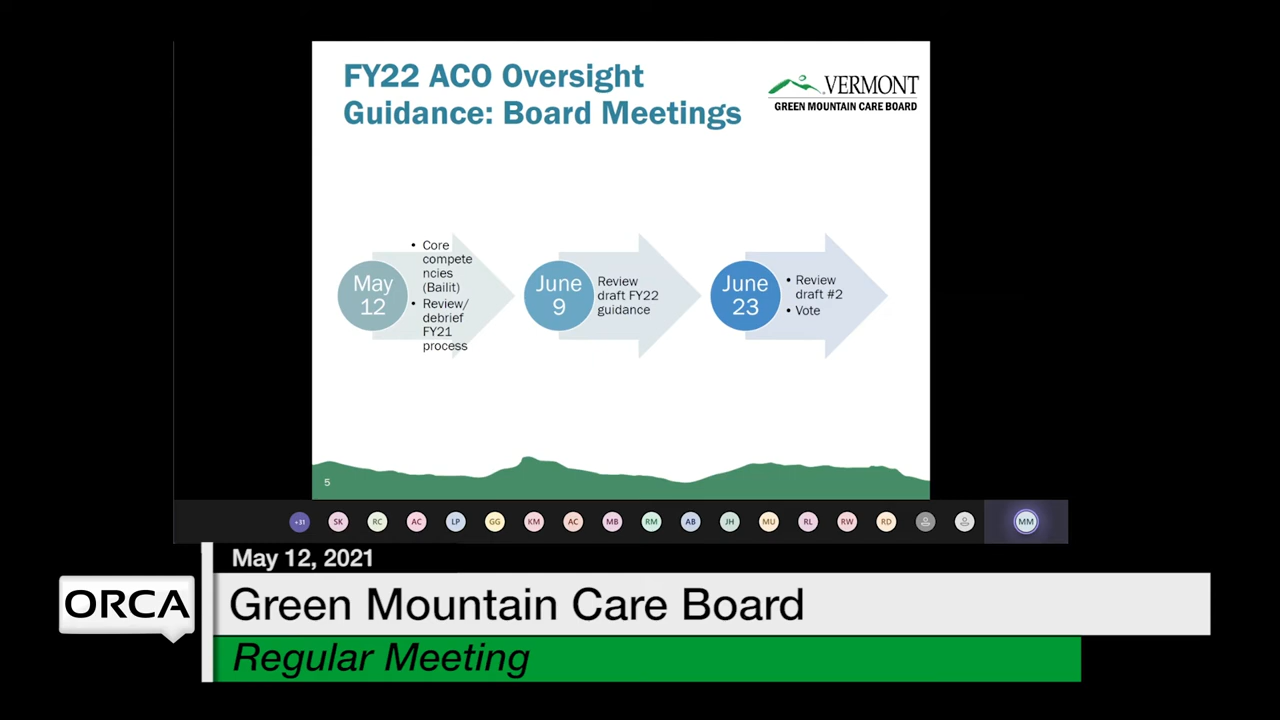 FY22 ACO Oversight
Guidance: Board Meetings
VERMONT
GREEN MOUNTAIN CARE BOARD
May
12
• Core
compete
ncies
(Bailit)
• Review/
debrief
FY21
process
June
9
Review
draft FY22
guidance
June
23
• Review
draft #2
• Vote
5
+31 SK RC AC LP GG KM AC MB RM AB JH MU RL RW RD MM
May 12, 2021
ORCA
Green Mountain Care Board
Regular Meeting